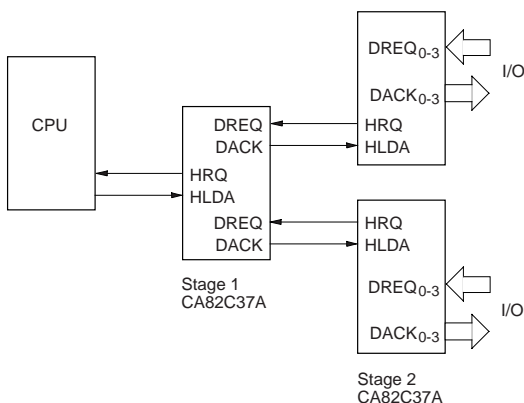 DREQ0-3
I/O
DACK0-3
CPU
DREQ
HRQ
DACK
HLDA
HRQ
HLDA
DREQ
HRQ
DACK
HLDA
Stage 1
CA82C37A
DREQ0-3
I/O
DACK0-3
Stage 2
CA82C37A